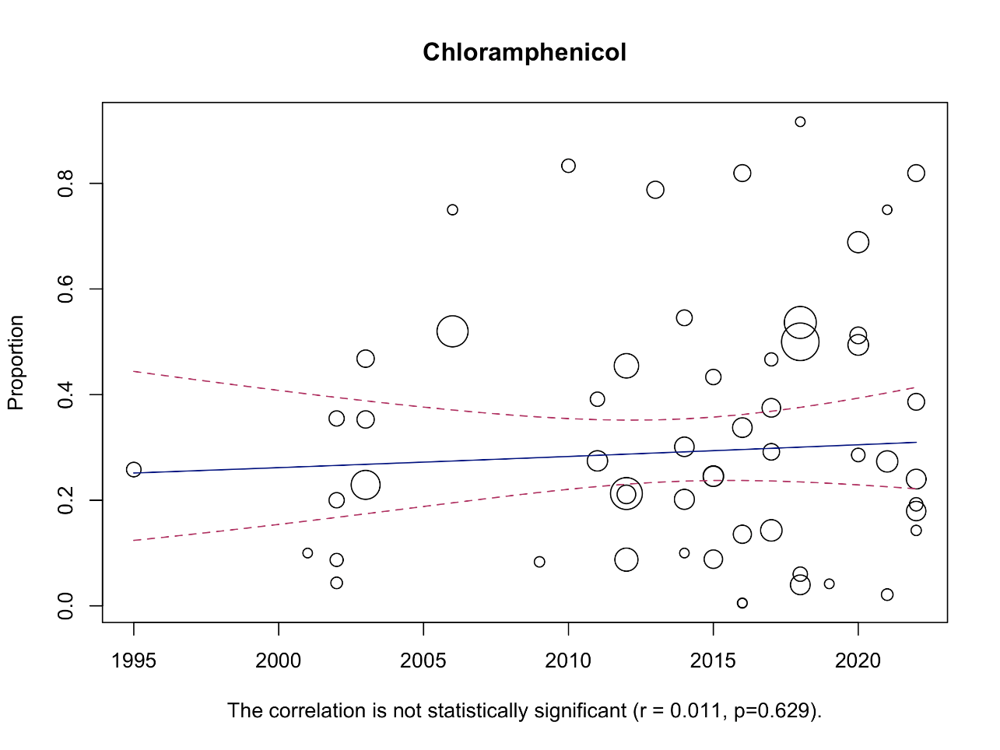 Chloramphenicol
Proportion
0.8
0.6
0.4
0.2
0.0
1995 2000 2005 2010 2015 2020
The correlation is not statistically significant (r = 0.011, p=0.629).